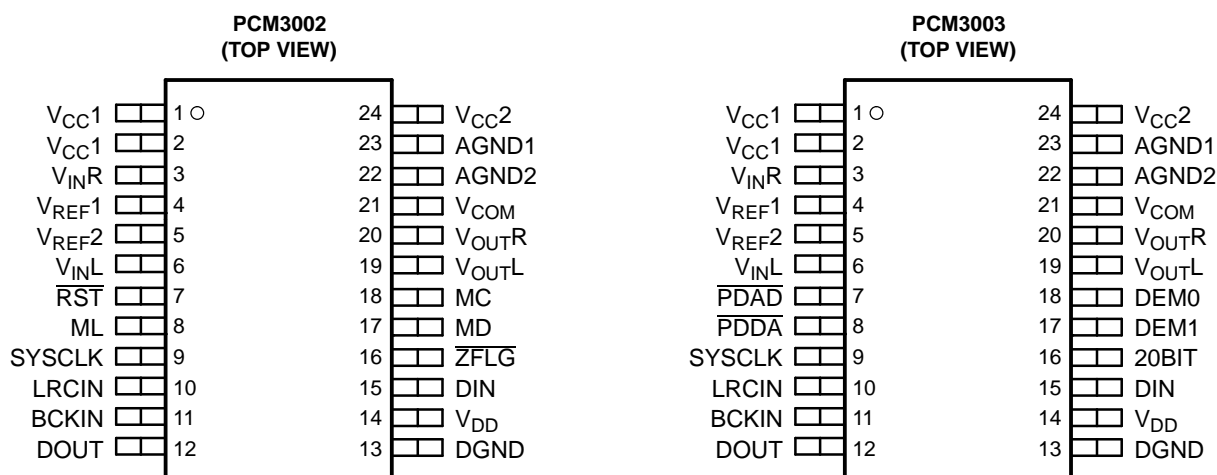 PCM3002
(TOP VIEW)
VCC1 1 24 VCC2
VCC1 2 23 AGND1
VINR 3 22 AGND2
VREF1 4 21 VCOM
VREF2 5 20 VOUTR
VINL 6 19 VOUTL
RST 7 18 MC
ML 8 17 MD
SYSCLK 9 16 ZFLG
LRCIN 10 15 DIN
BCKIN 11 14 VDD
DOUT 12 13 DGND
PCM3003
(TOP VIEW)
VCC1 1 24 VCC2
VCC1 2 23 AGND1
VINR 3 22 AGND2
VREF1 4 21 VCOM
VREF2 5 20 VOUTR
VINL 6 19 VOUTL
PDAD 7 18 DEM0
PDDA 8 17 DEM1
SYSCLK 9 16 20BIT
LRCIN 10 15 DIN
BCKIN 11 14 VDD
DOUT 12 13 DGND